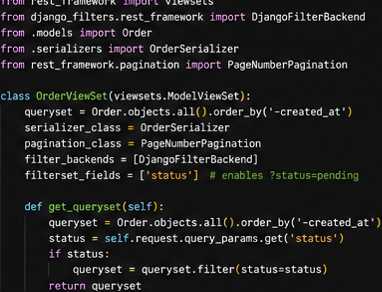 from rest_framework import viewsets
from django_filters.rest_framework import DjangoFilterBackend
from .models import Order
from .serializers import OrderSerializer
from rest_framework.pagination import PageNumberPagination

class OrderViewSet(viewsets.ModelViewSet):
    queryset = Order.objects.all().order_by('-created_at')
    serializer_class = OrderSerializer
    pagination_class = PageNumberPagination
    filter_backends = [DjangoFilterBackend]
    filterset_fields = ['status']  # enables ?status=pending

    def get_queryset(self):
        queryset = Order.objects.all().order_by('-created_at')
        status = self.request.query_params.get('status')
        if status:
            queryset = queryset.filter(status=status)
        return queryset